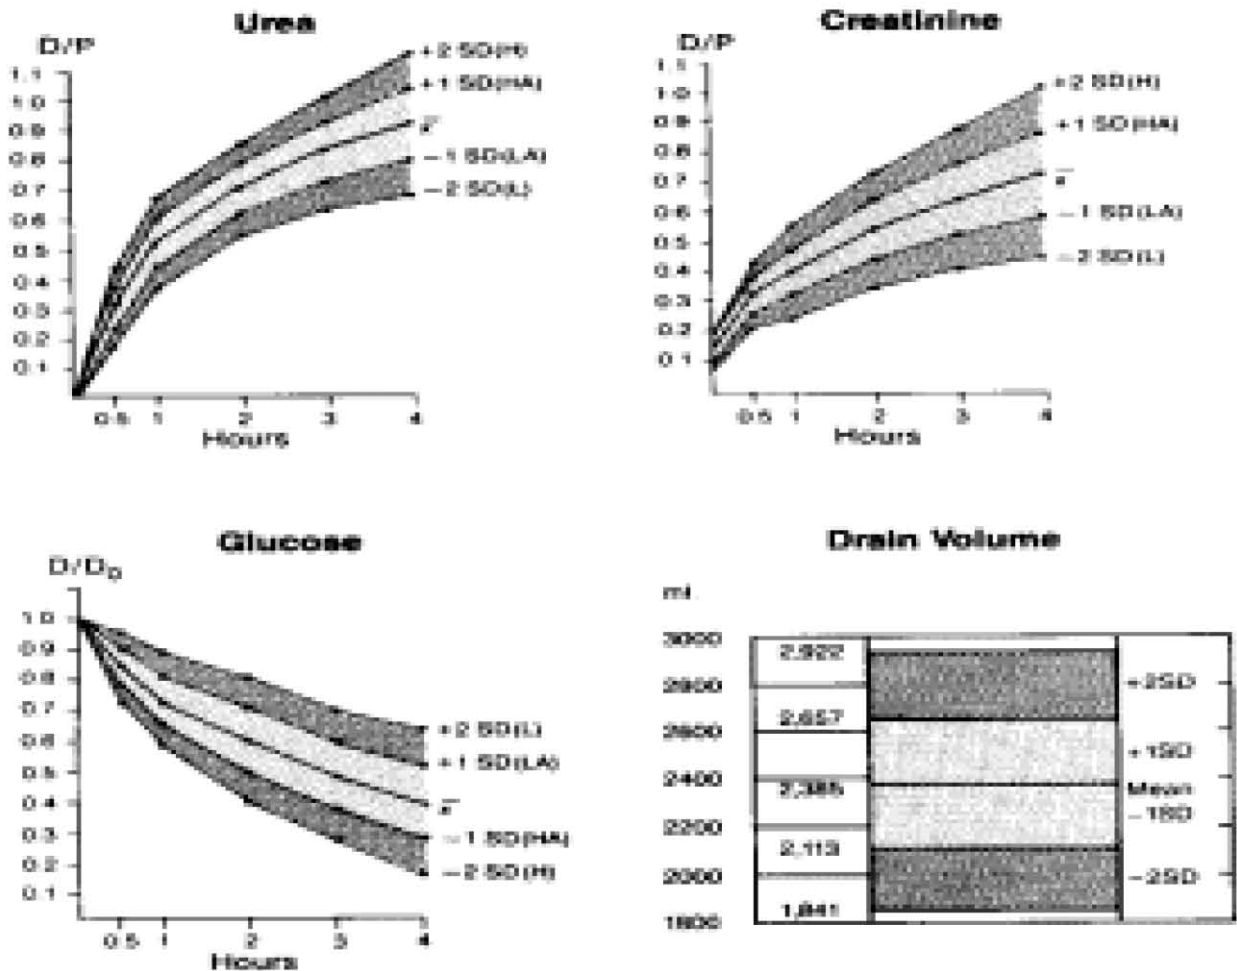 Urea
D/P
1.1
1.0
0.9
0.8
0.7
0.6
0.5
0.4
0.3
0.2
0.1
+2 SD(H)
+1 SD(HA)
x̄
−1 SD(LA)
−2 SD(L)
0.5 1 2 3 4
Hours
Creatinine
D/P
1.1
1.0
0.9
0.8
0.7
0.6
0.5
0.4
0.3
0.2
0.1
+2 SD(H)
+1 SD(HA)
x̄
−1 SD(LA)
−2 SD(L)
0.5 1 2 3 4
Hours
Glucose
D/D₀
1.0
0.9
0.8
0.7
0.6
0.5
0.4
0.3
0.2
0.1
+2 SD(L)
+1 SD(LA)
x̄
−1 SD(HA)
−2 SD(H)
0.5 1 2 3 4
Hours
Drain Volume
ml
3000
2800
2600
2400
2200
2000
1800
2,922
2,657
2,385
2,113
1,841
+2SD
+1SD
Mean
−1SD
−2SD